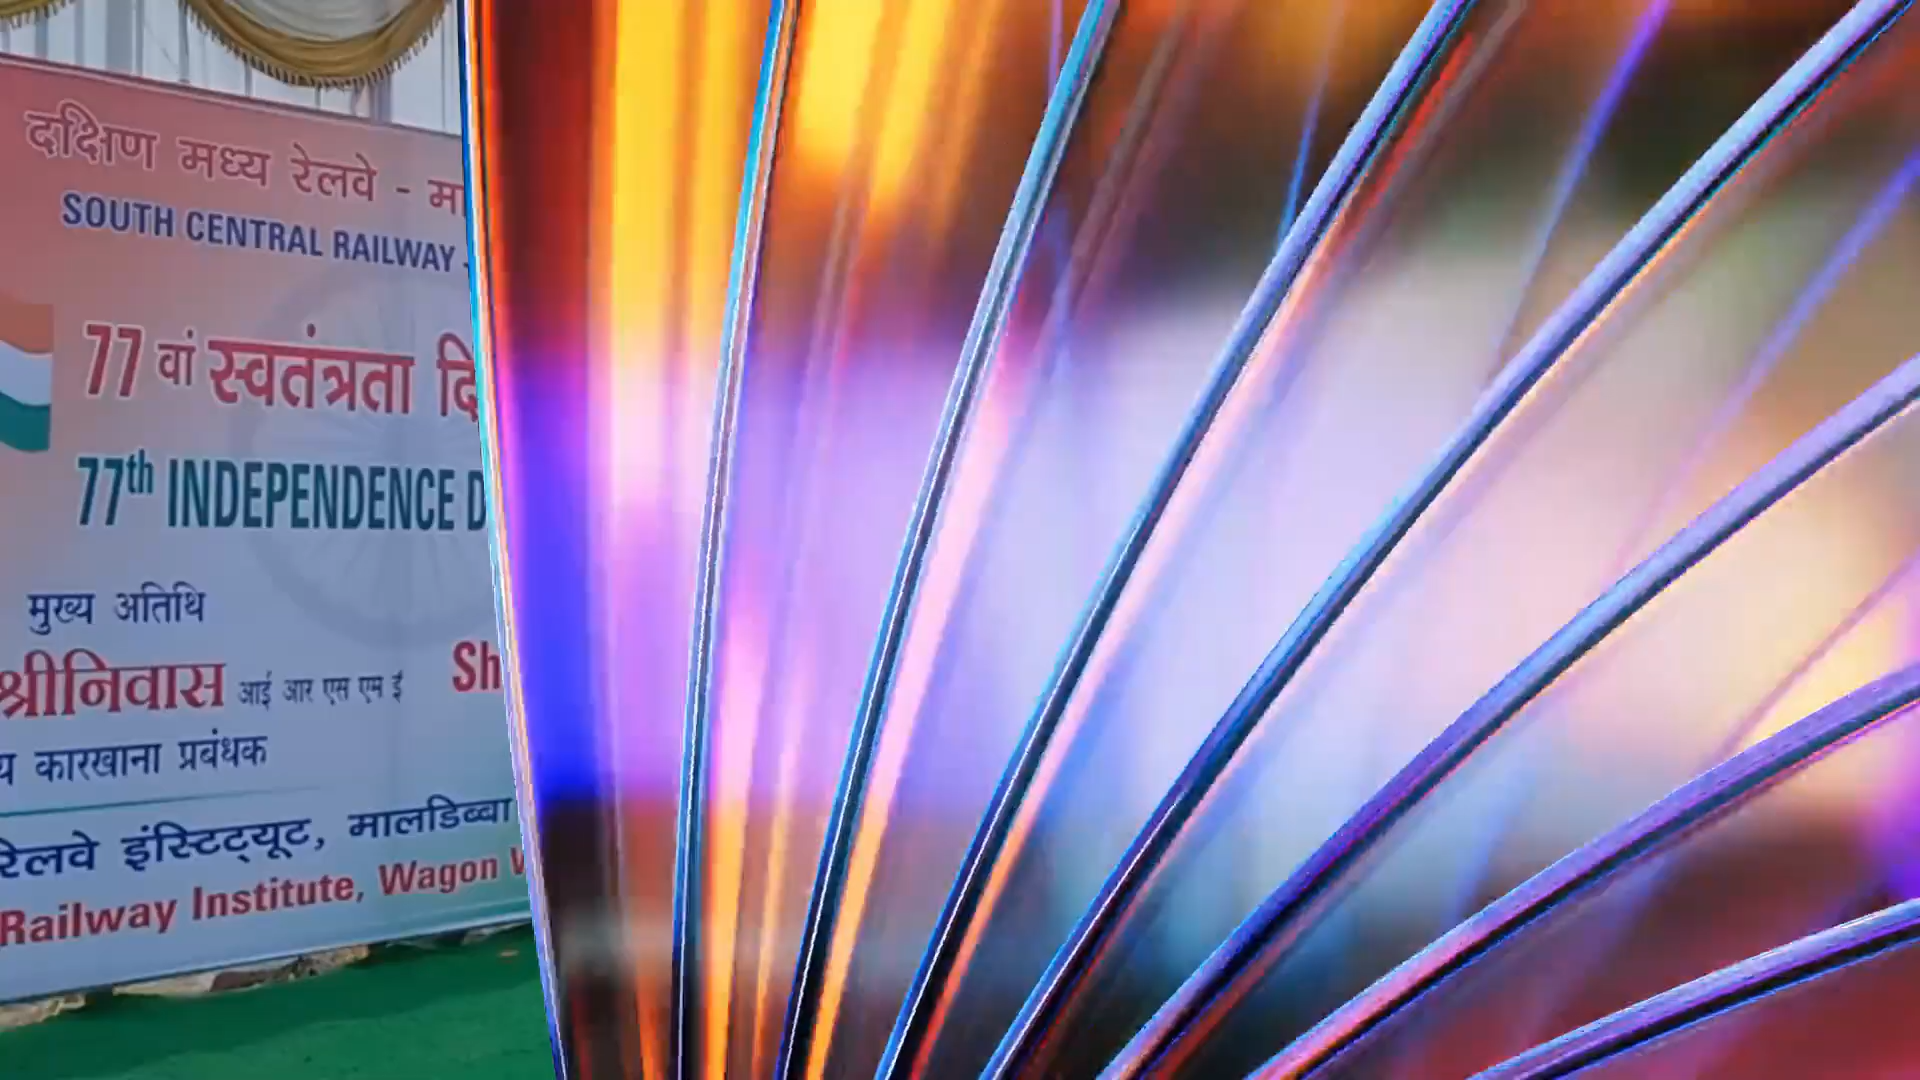 दक्षिण मध्य रेलवे -
SOUTH CENTRAL RAILWAY -
77 वां स्वतंत्रता
77th INDEPENDENCE
मुख्य अतिथि
श्रीनिवास आई आर एस एम ई
कारखाना प्रबंधक
रेलवे इंस्टिट्यूट, मालडिब्बा
Railway Institute, Wagon